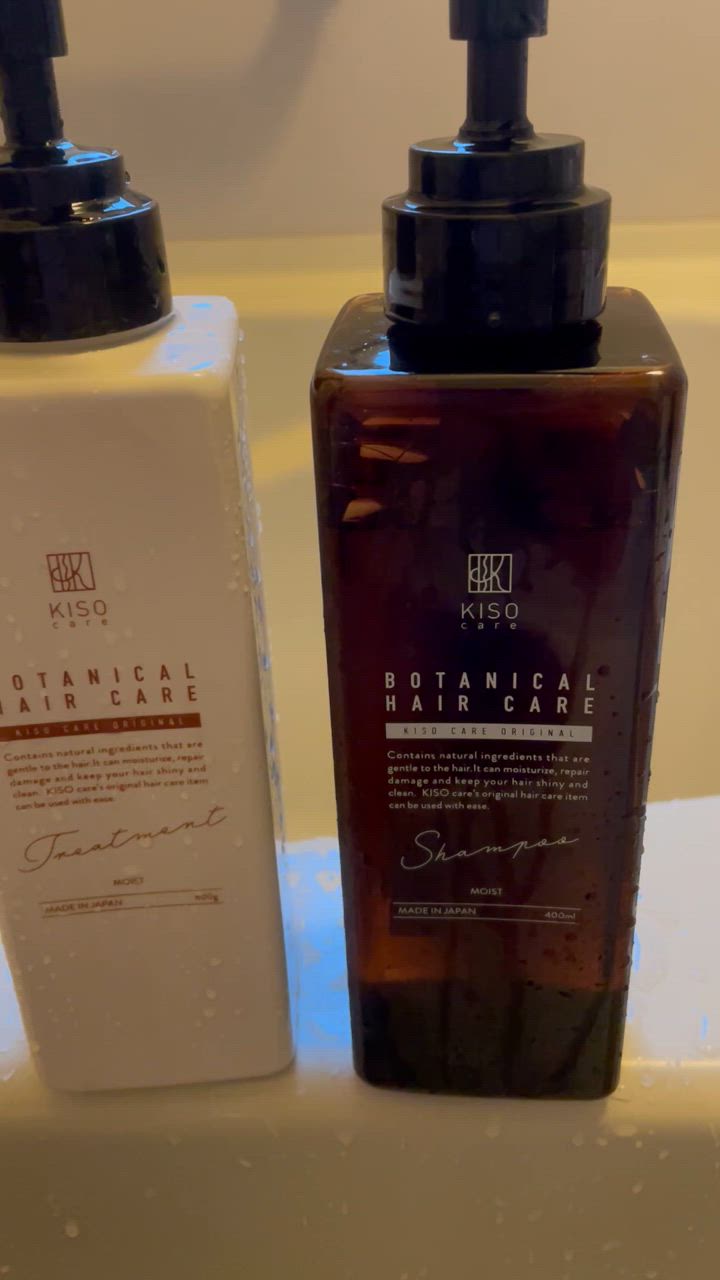 KISO
care
OTANICAL
HAIR CARE
KISO CARE ORIGINAL
Contains natural ingredients that are
gentle to the hair.It can moisturize, repair
damage and keep your hair shiny and
clean. KISO care's original hair care item
can be used with ease.
Treatment
MOIST
MADE IN JAPAN
KISO
care
BOTANICAL
HAIR CARE
KISO CARE ORIGINAL
Contains natural ingredients that are
gentle to the hair.It can moisturize, repair
damage and keep your hair shiny and
clean. KISO care's original hair care item
can be used with ease.
Shampoo
MOIST
MADE IN JAPAN 400ml